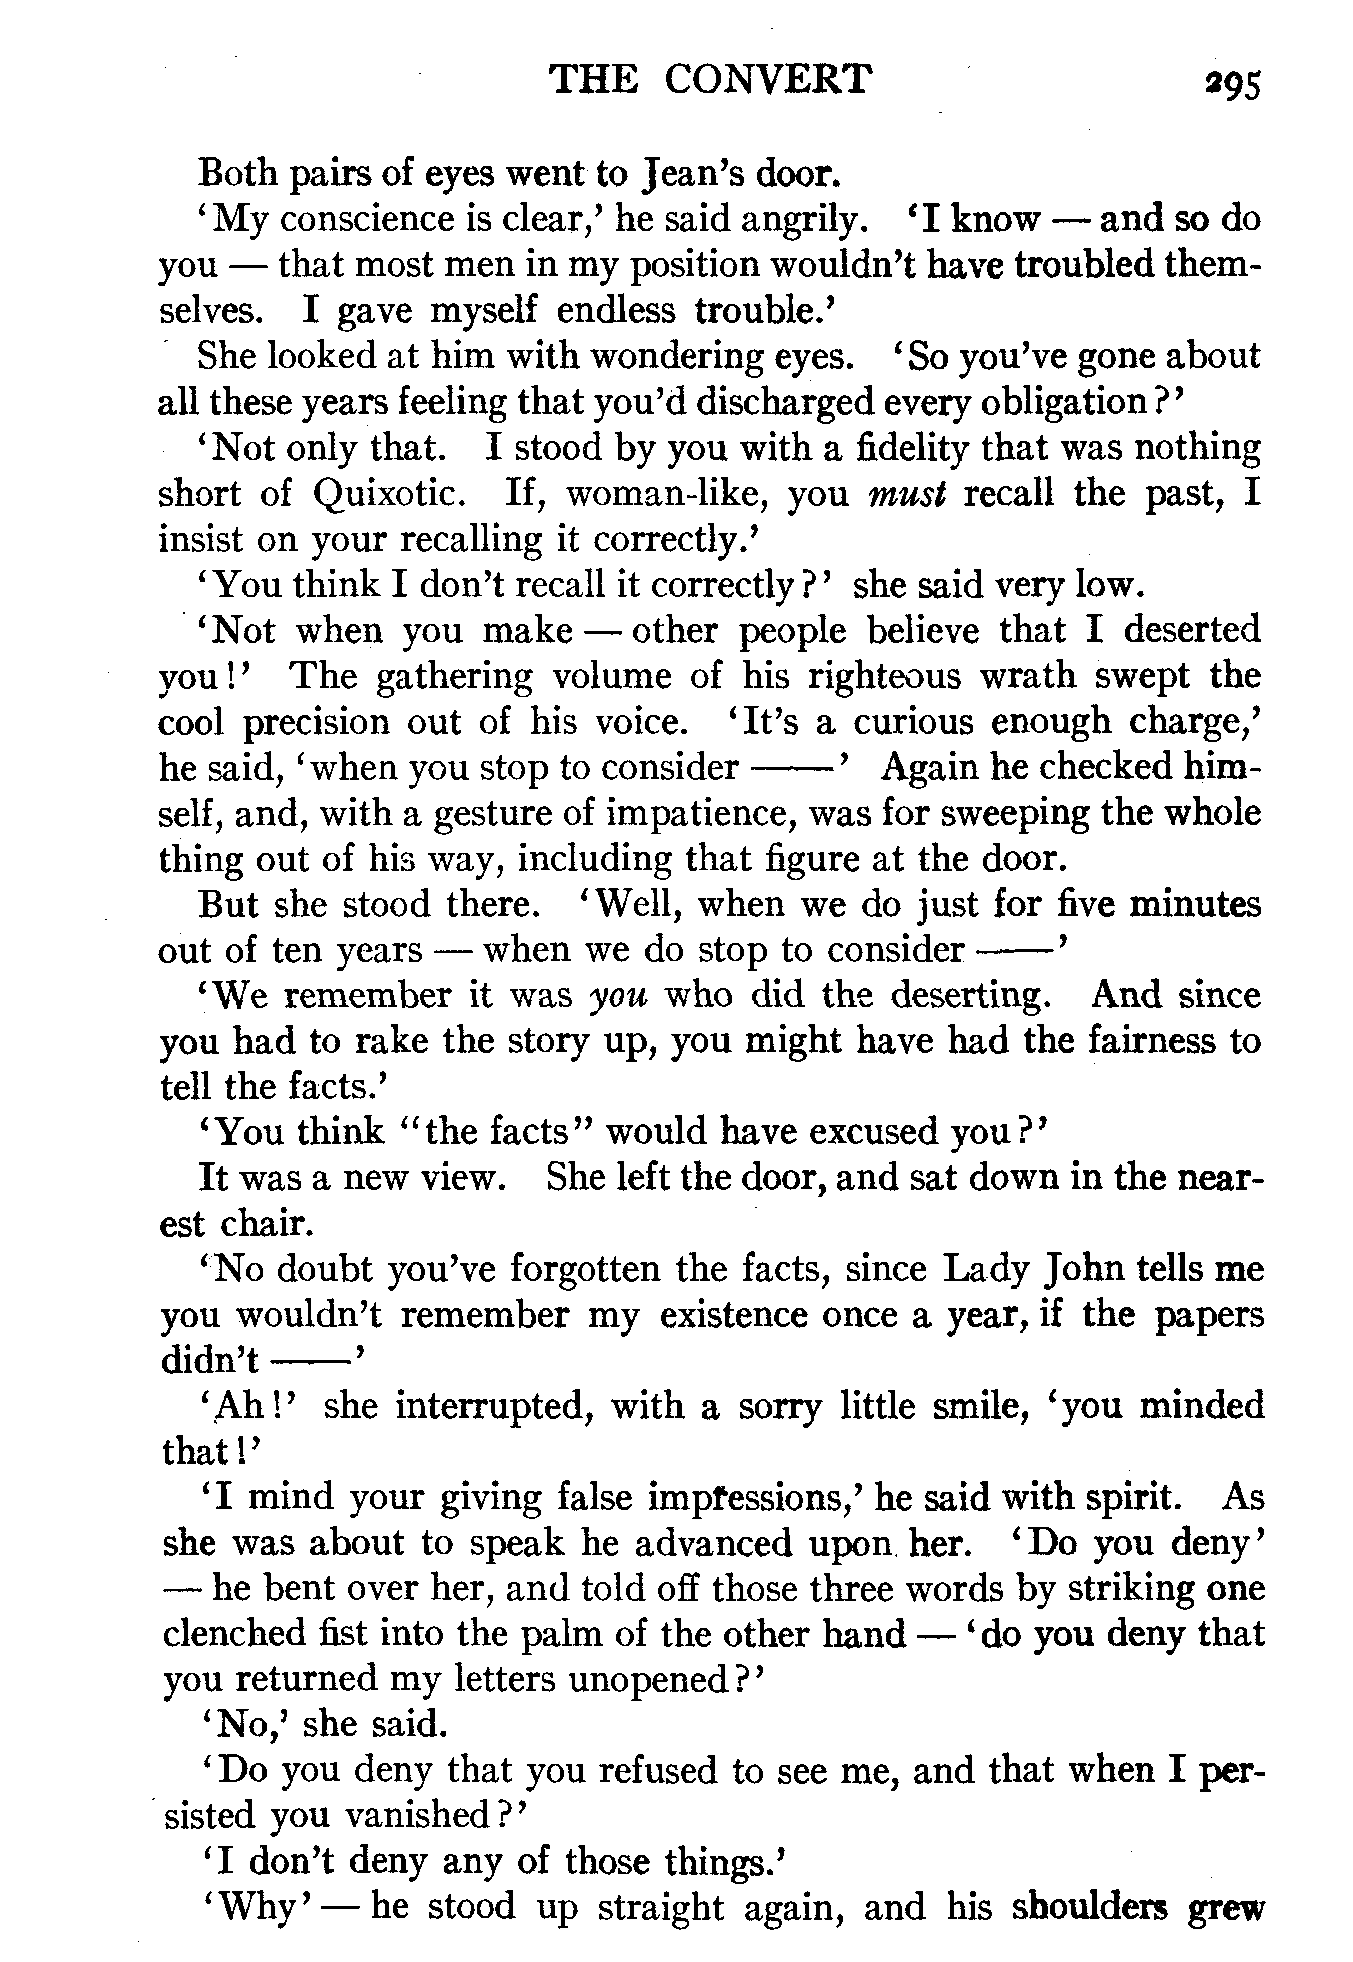 THE CONVERT 295
Both pairs of eyes went to Jean's door.
'My conscience is clear,' he said angrily. 'I know — and so do
you — that most men in my position wouldn't have troubled them-
selves. I gave myself endless trouble.'
She looked at him with wondering eyes. 'So you've gone about
all these years feeling that you'd discharged every obligation?'
'Not only that. I stood by you with a fidelity that was nothing
short of Quixotic. If, woman-like, you must recall the past, I
insist on your recalling it correctly.'
'You think I don't recall it correctly?' she said very low.
'Not when you make — other people believe that I deserted
you!' The gathering volume of his righteous wrath swept the
cool precision out of his voice. 'It's a curious enough charge,'
he said, 'when you stop to consider ——' Again he checked him-
self, and, with a gesture of impatience, was for sweeping the whole
thing out of his way, including that figure at the door.
But she stood there. 'Well, when we do just for five minutes
out of ten years — when we do stop to consider ——'
'We remember it was you who did the deserting. And since
you had to rake the story up, you might have had the fairness to
tell the facts.'
'You think "the facts" would have excused you?'
It was a new view. She left the door, and sat down in the near-
est chair.
'No doubt you've forgotten the facts, since Lady John tells me
you wouldn't remember my existence once a year, if the papers
didn't ——'
'Ah!' she interrupted, with a sorry little smile, 'you minded
that!'
'I mind your giving false impressions,' he said with spirit. As
she was about to speak he advanced upon her. 'Do you deny'
— he bent over her, and told off those three words by striking one
clenched fist into the palm of the other hand — 'do you deny that
you returned my letters unopened?'
'No,' she said.
'Do you deny that you refused to see me, and that when I per-
sisted you vanished?'
'I don't deny any of those things.'
'Why' — he stood up straight again, and his shoulders grew